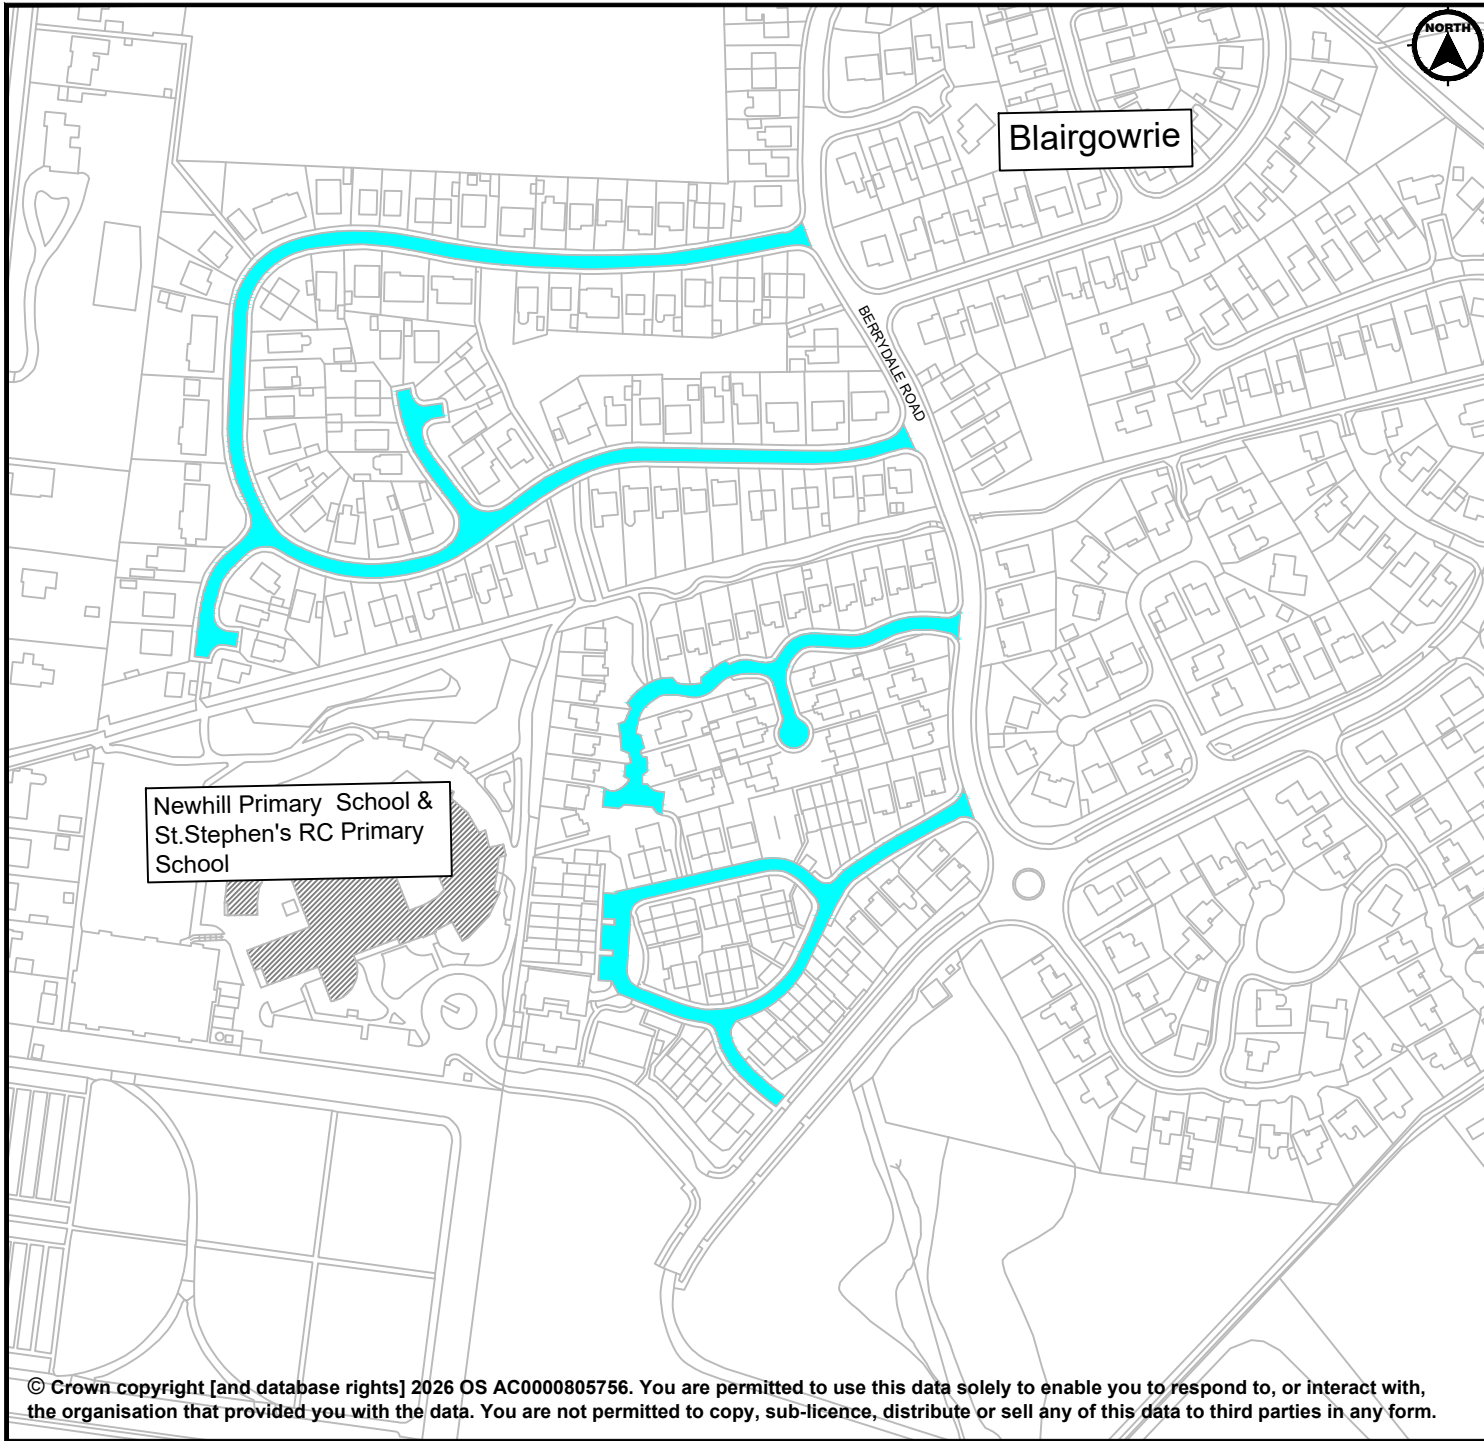 NORTH
Blairgowrie
BERRYDALE ROAD
Newhill Primary School &
St.Stephen's RC Primary
School
© Crown copyright [and database rights] 2026 OS AC0000805756. You are permitted to use this data solely to enable you to respond to, or interact with,
the organisation that provided you with the data. You are not permitted to copy, sub-licence, distribute or sell any of this data to third parties in any form.